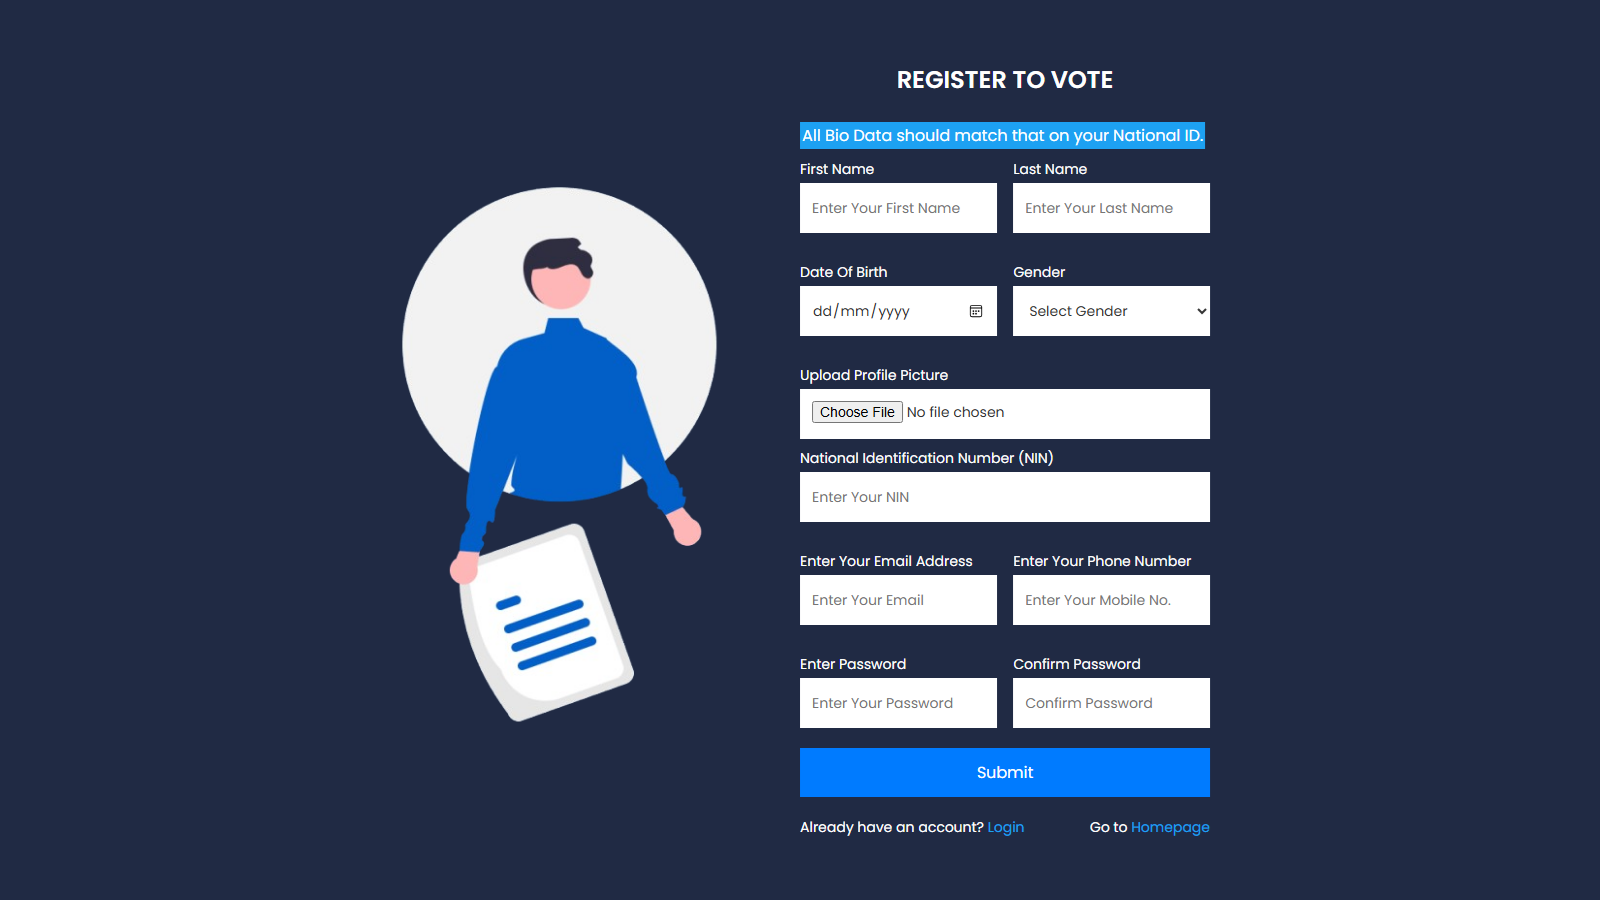 REGISTER TO VOTE
All Bio Data should match that on your National ID.
First Name Last Name
Enter Your First Name Enter Your Last Name
Date Of Birth Gender
dd/mm/yyyy Select Gender
Upload Profile Picture
Choose File No file chosen
National Identification Number (NIN)
Enter Your NIN
Enter Your Email Address Enter Your Phone Number
Enter Your Email Enter Your Mobile No.
Enter Password Confirm Password
Enter Your Password Confirm Password
Submit
Already have an account? Login Go to Homepage